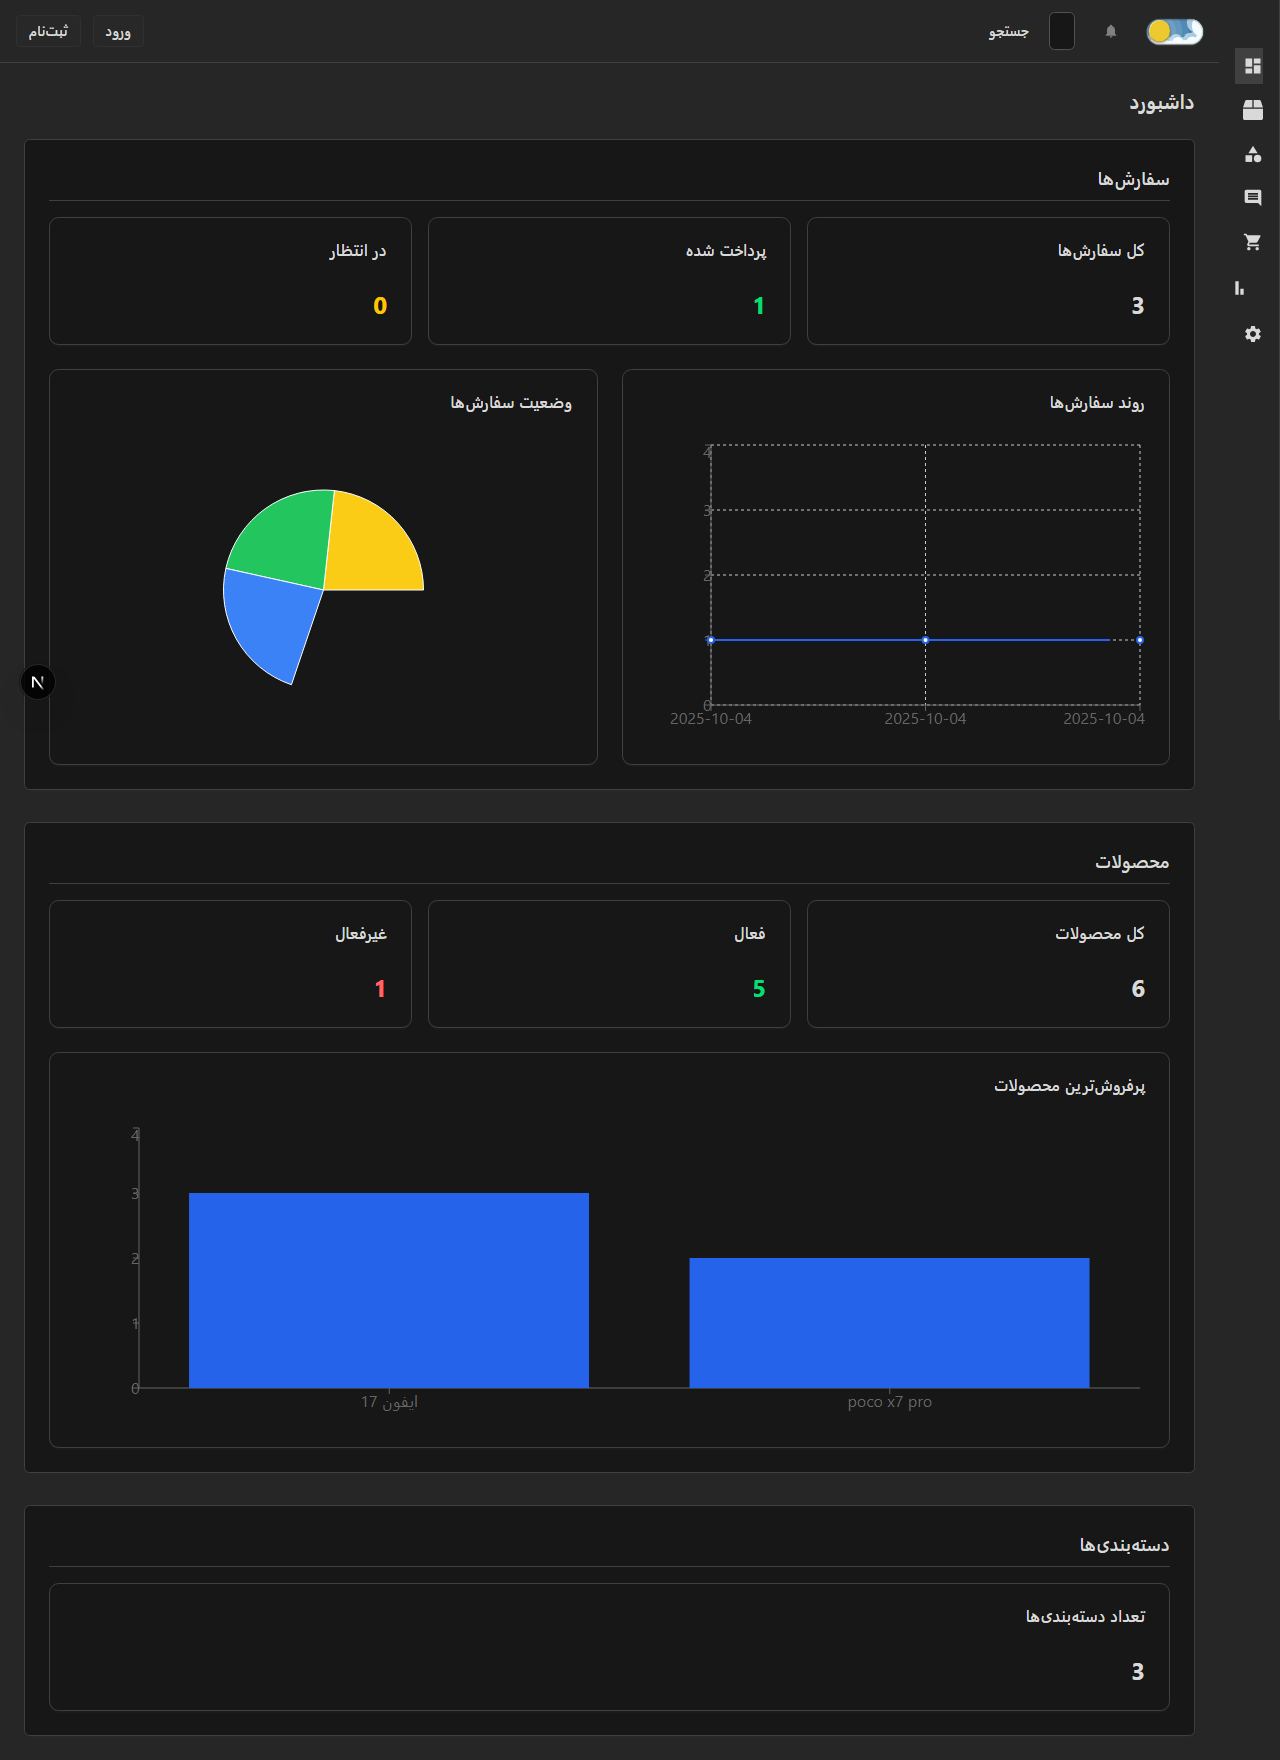 جستجو
ورود
ثبت‌نام
داشبورد
سفارش‌ها
کل سفارش‌ها
3
پرداخت شده
1
در انتظار
0
روند سفارش‌ها
4
3
2
1
0
2025-10-04
2025-10-04
2025-10-04
وضعیت سفارش‌ها
N
محصولات
کل محصولات
6
فعال
5
غیرفعال
1
پرفروش‌ترین محصولات
4
3
2
1
0
ایفون 17
poco x7 pro
دسته‌بندی‌ها
تعداد دسته‌بندی‌ها
3